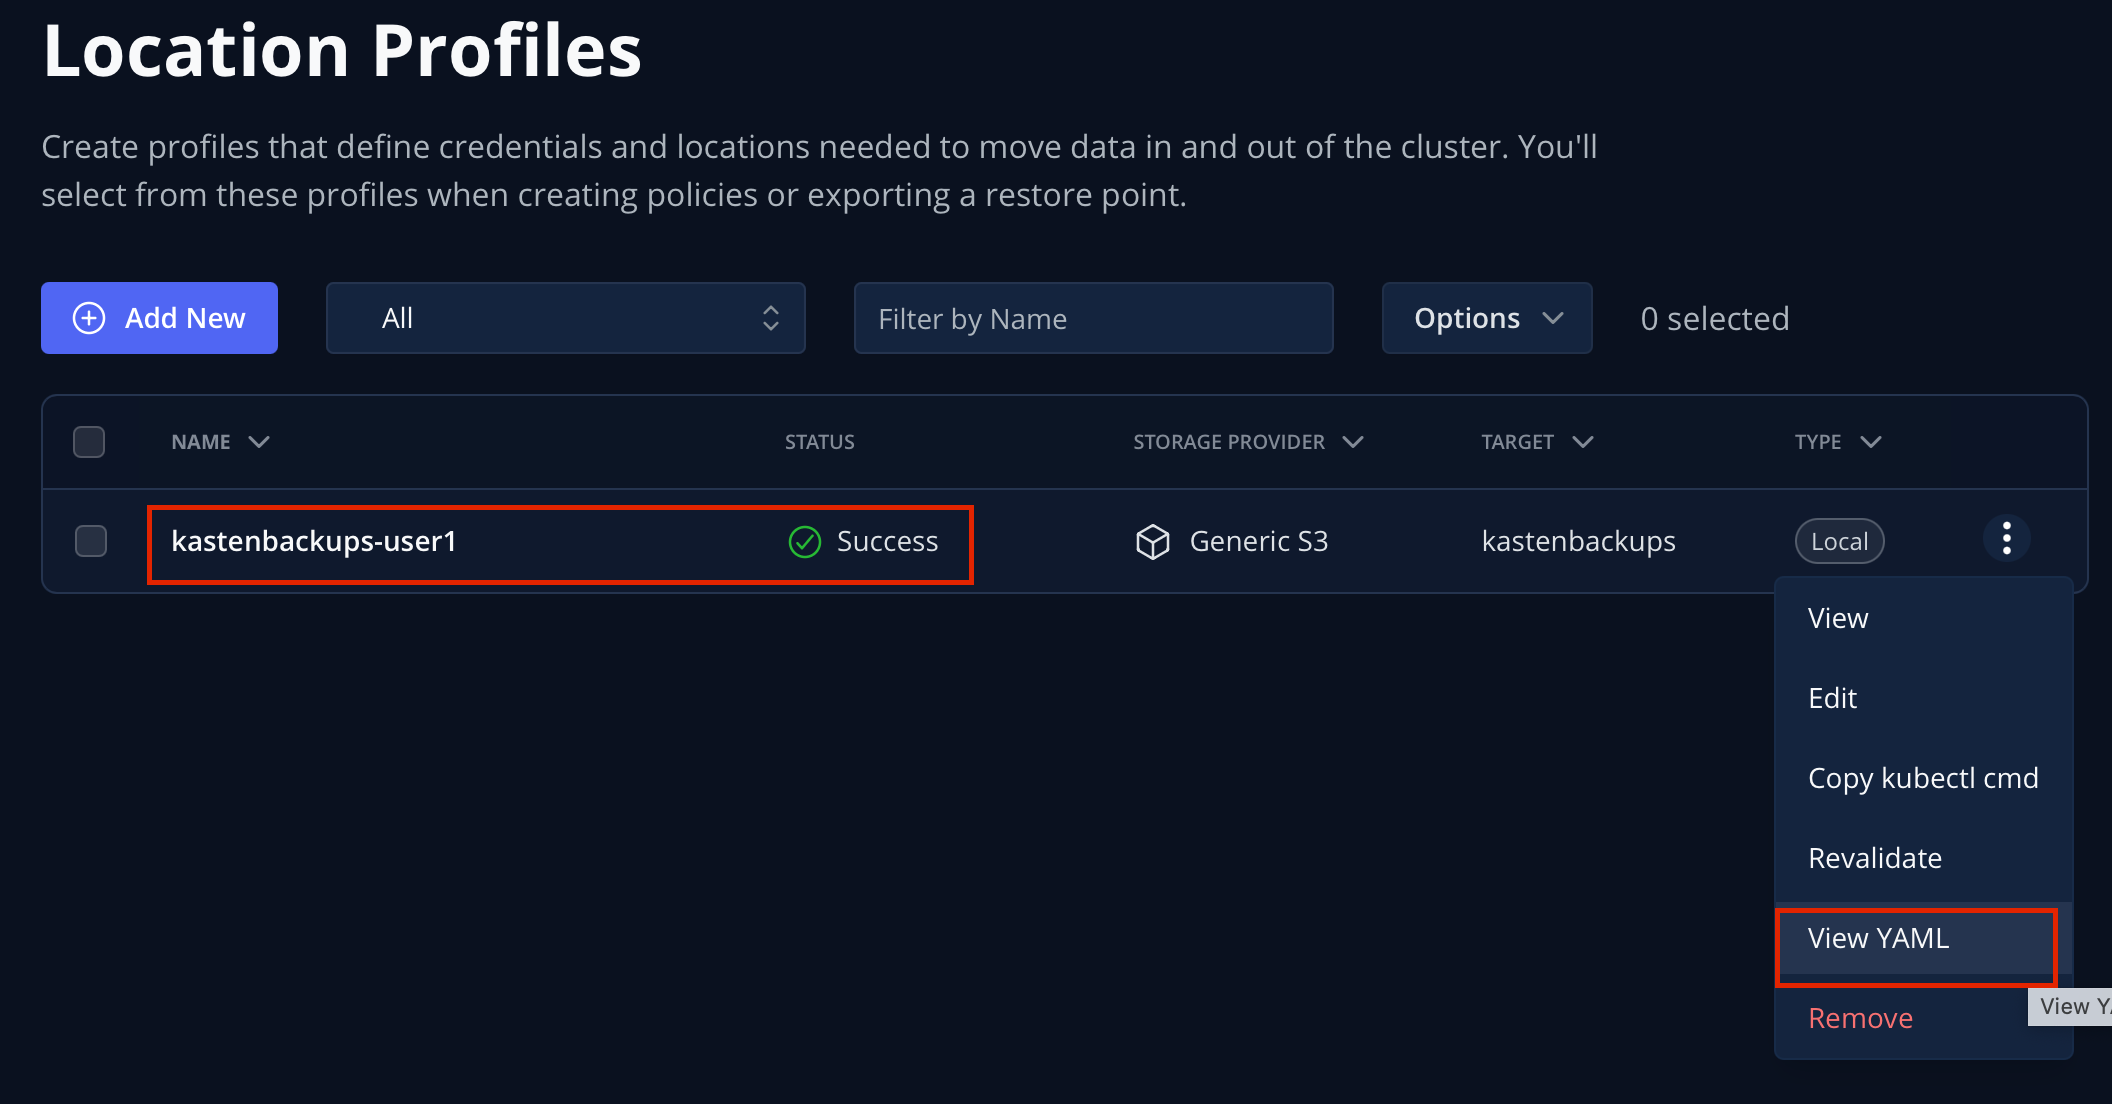 Location Profiles
Create profiles that define credentials and locations needed to move data in and out of the cluster. You'll
select from these profiles when creating policies or exporting a restore point.
Add New
All
Filter by Name
Options
0 selected
NAME
STATUS
STORAGE PROVIDER
TARGET
TYPE
kastenbackups-user1
Success
Generic S3
kastenbackups
Local
View
Edit
Copy kubectl cmd
Revalidate
View YAML
Remove
View